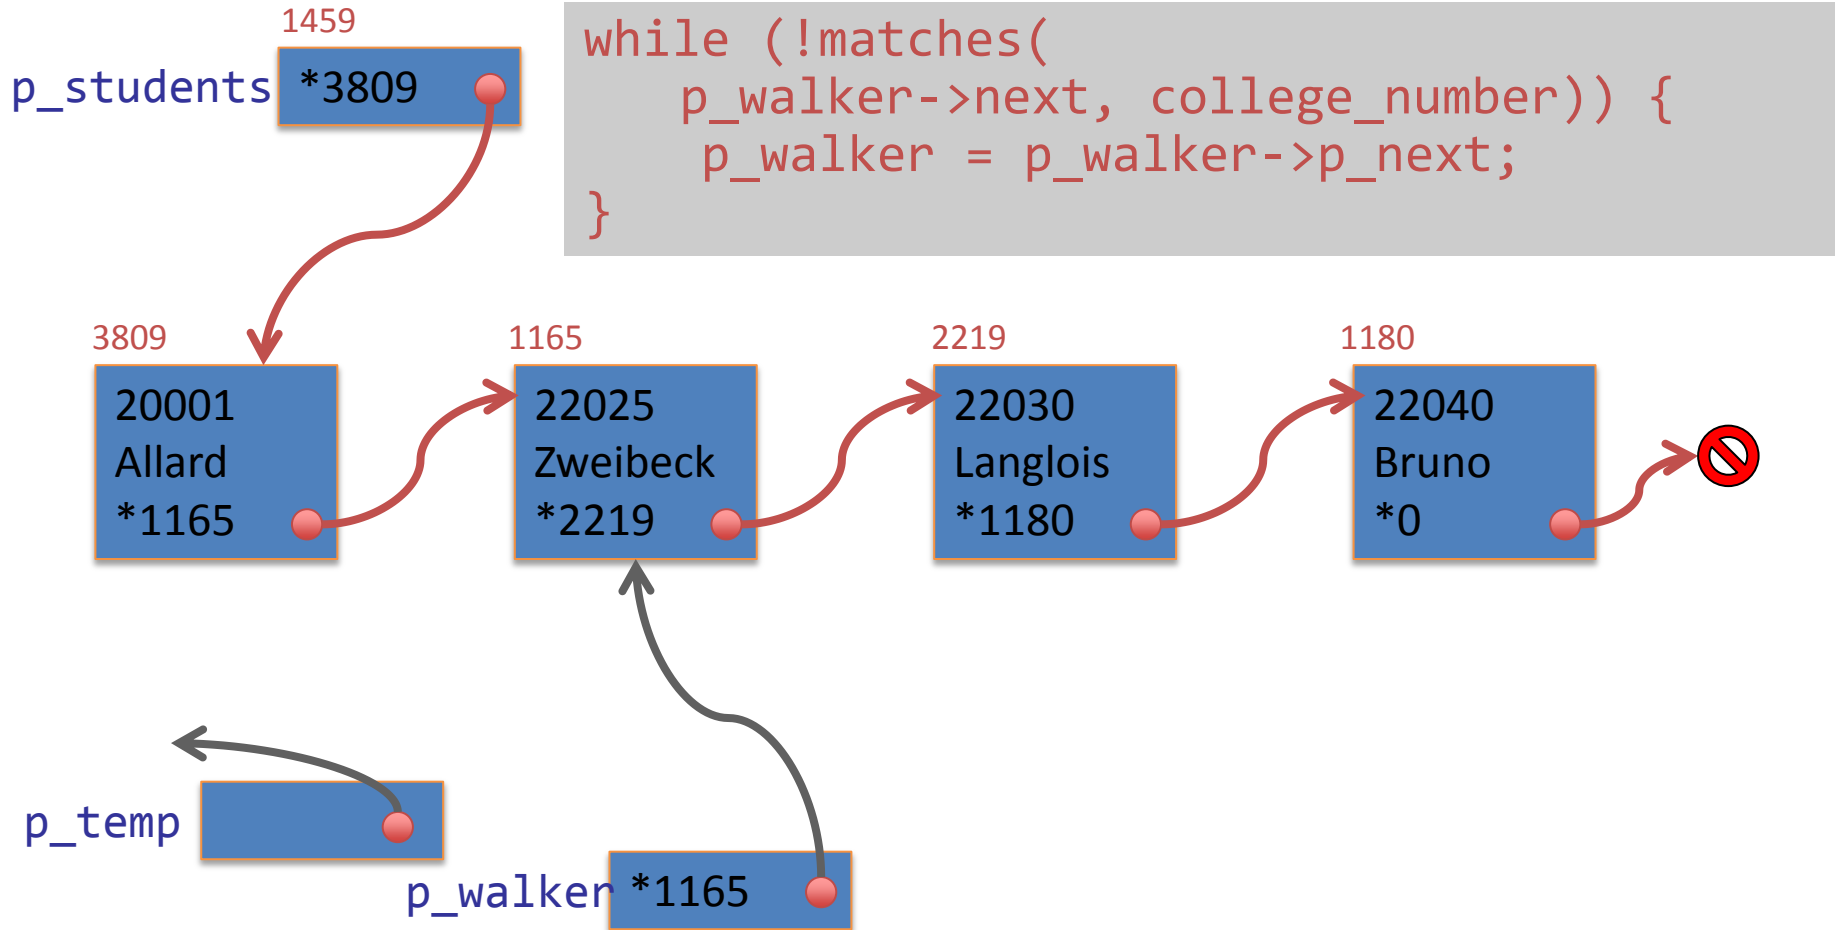 1459
p_students
*3809
while (!matches(
p_walker->next, college_number)) {
p_walker = p_walker->p_next;
}
3809
20001
Allard
*1165
1165
22025
Zweibeck
*2219
2219
22030
Langlois
*1180
1180
22040
Bruno
*0
p_temp
p_walker
*1165